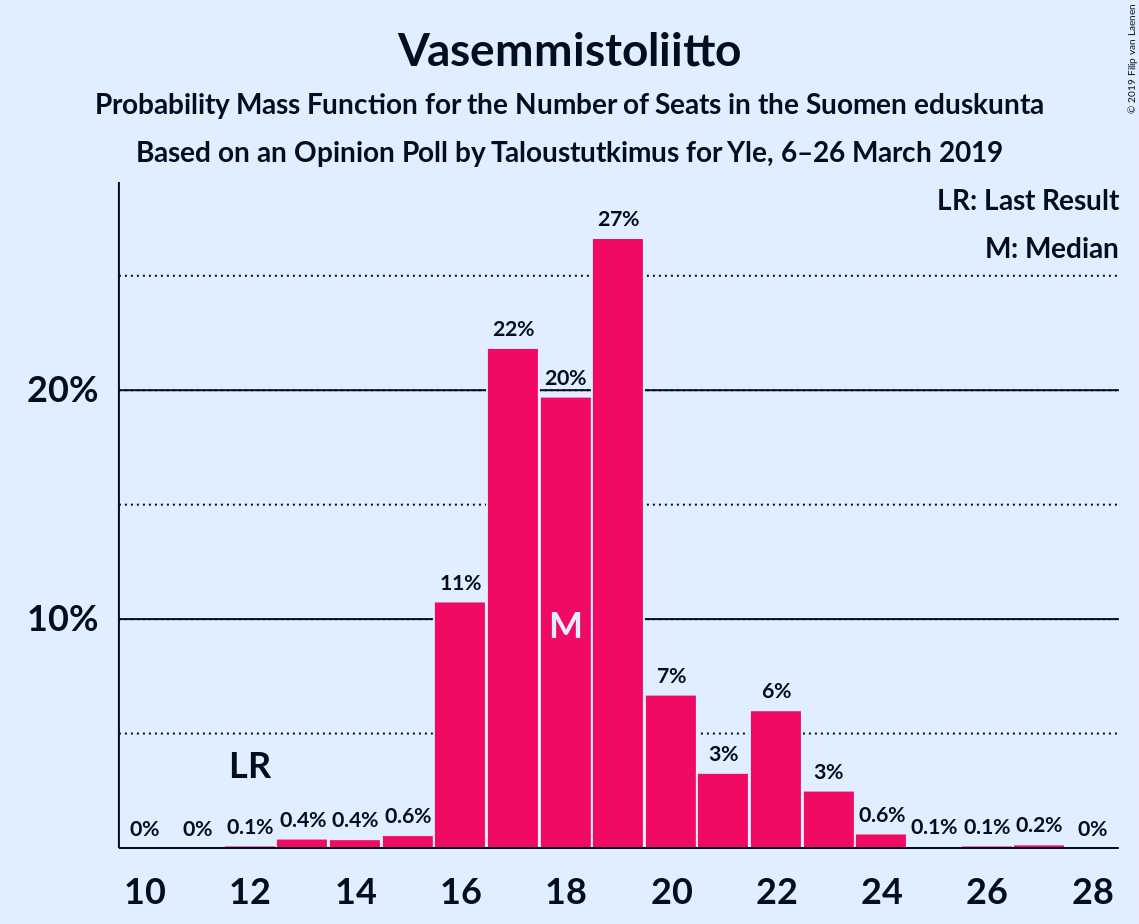 Vasemmistoliitto
Probability Mass Function for the Number of Seats in the Suomen eduskunta
Based on an Opinion Poll by Taloustutkimus for Yle, 6–26 March 2019
© 2019 Filip van Laenen
LR: Last Result
M: Median
27%
22%
20%
20%
11%
10%
M
7%
6%
3%
3%
LR
0%
0%
0.1%
0.4%
0.4%
0.6%
0.6%
0.1%
0.1%
0.2%
0%
10 12 14 16 18 20 22 24 26 28